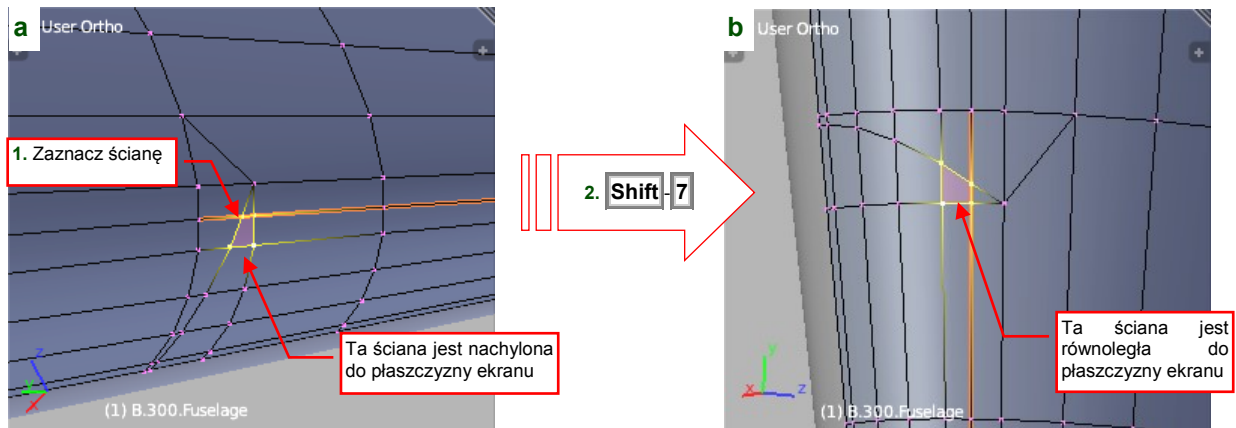 a
User Ortho
1. Zaznacz ścianę
Ta ściana jest nachylona
do płaszczyzny ekranu
z
y
x
(1) B.300.Fuselage
2. Shift - 7
b
User Ortho
Ta ściana jest
równoległa do
płaszczyzny ekranu
y
x
z
(1) B.300.Fuselage